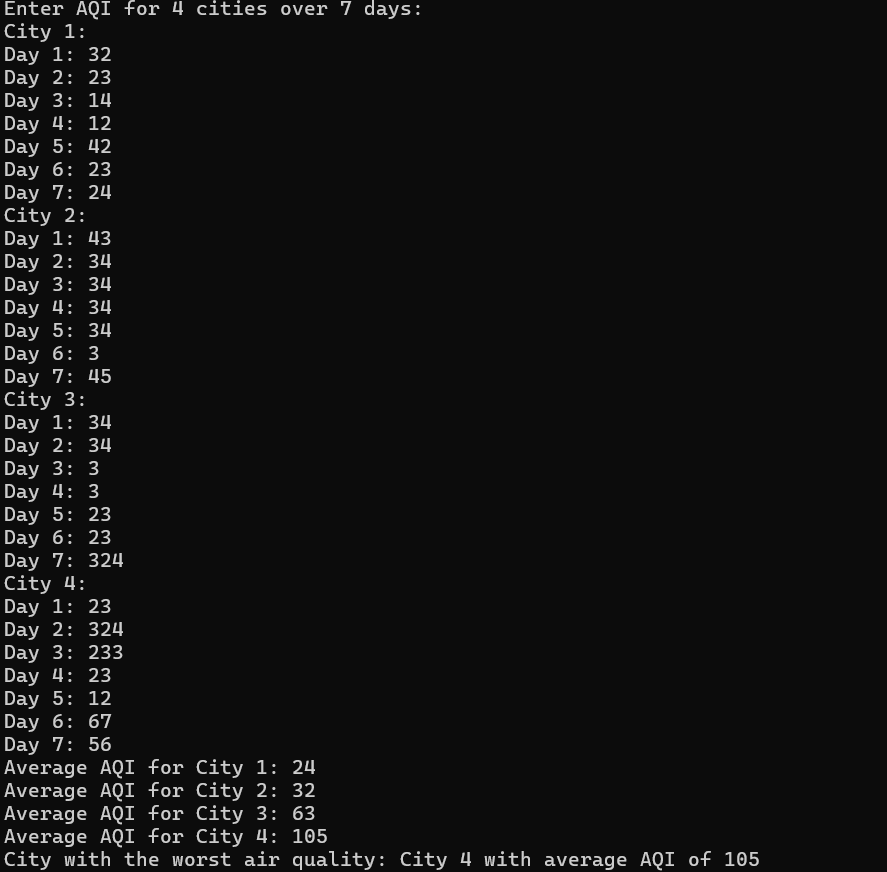 Enter AQI for 4 cities over 7 days:
City 1:
Day 1: 32
Day 2: 23
Day 3: 14
Day 4: 12
Day 5: 42
Day 6: 23
Day 7: 24
City 2:
Day 1: 43
Day 2: 34
Day 3: 34
Day 4: 34
Day 5: 34
Day 6: 3
Day 7: 45
City 3:
Day 1: 34
Day 2: 34
Day 3: 3
Day 4: 3
Day 5: 23
Day 6: 23
Day 7: 324
City 4:
Day 1: 23
Day 2: 324
Day 3: 233
Day 4: 23
Day 5: 12
Day 6: 67
Day 7: 56
Average AQI for City 1: 24
Average AQI for City 2: 32
Average AQI for City 3: 63
Average AQI for City 4: 105
City with the worst air quality: City 4 with average AQI of 105